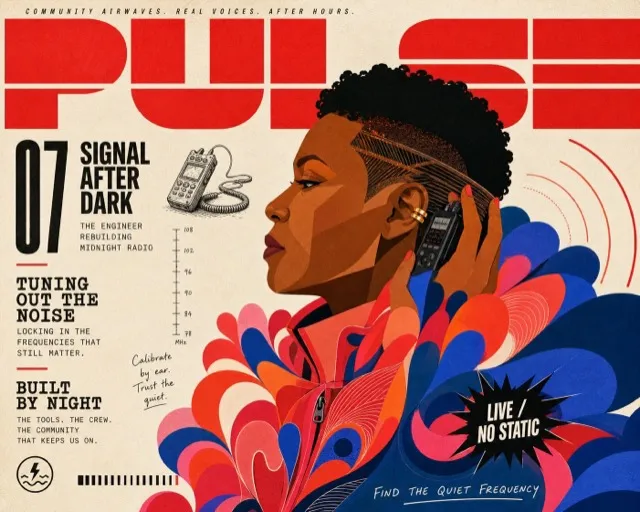 COMMUNITY AIRWAVES. REAL VOICES. AFTER HOURS.
PULSE
07
SIGNAL
AFTER
DARK
THE ENGINEER
REBUILDING
MIDNIGHT RADIO
TUNING
OUT THE
NOISE
LOCKING IN THE
FREQUENCIES THAT
STILL MATTER.
BUILT
BY NIGHT
THE TOOLS. THE CREW.
THE COMMUNITY
THAT KEEPS US ON.
108
102
96
90
84
78
MHz
Calibrate
by ear.
Trust the
quiet.
LIVE /
NO STATIC
FIND THE QUIET FREQUENCY